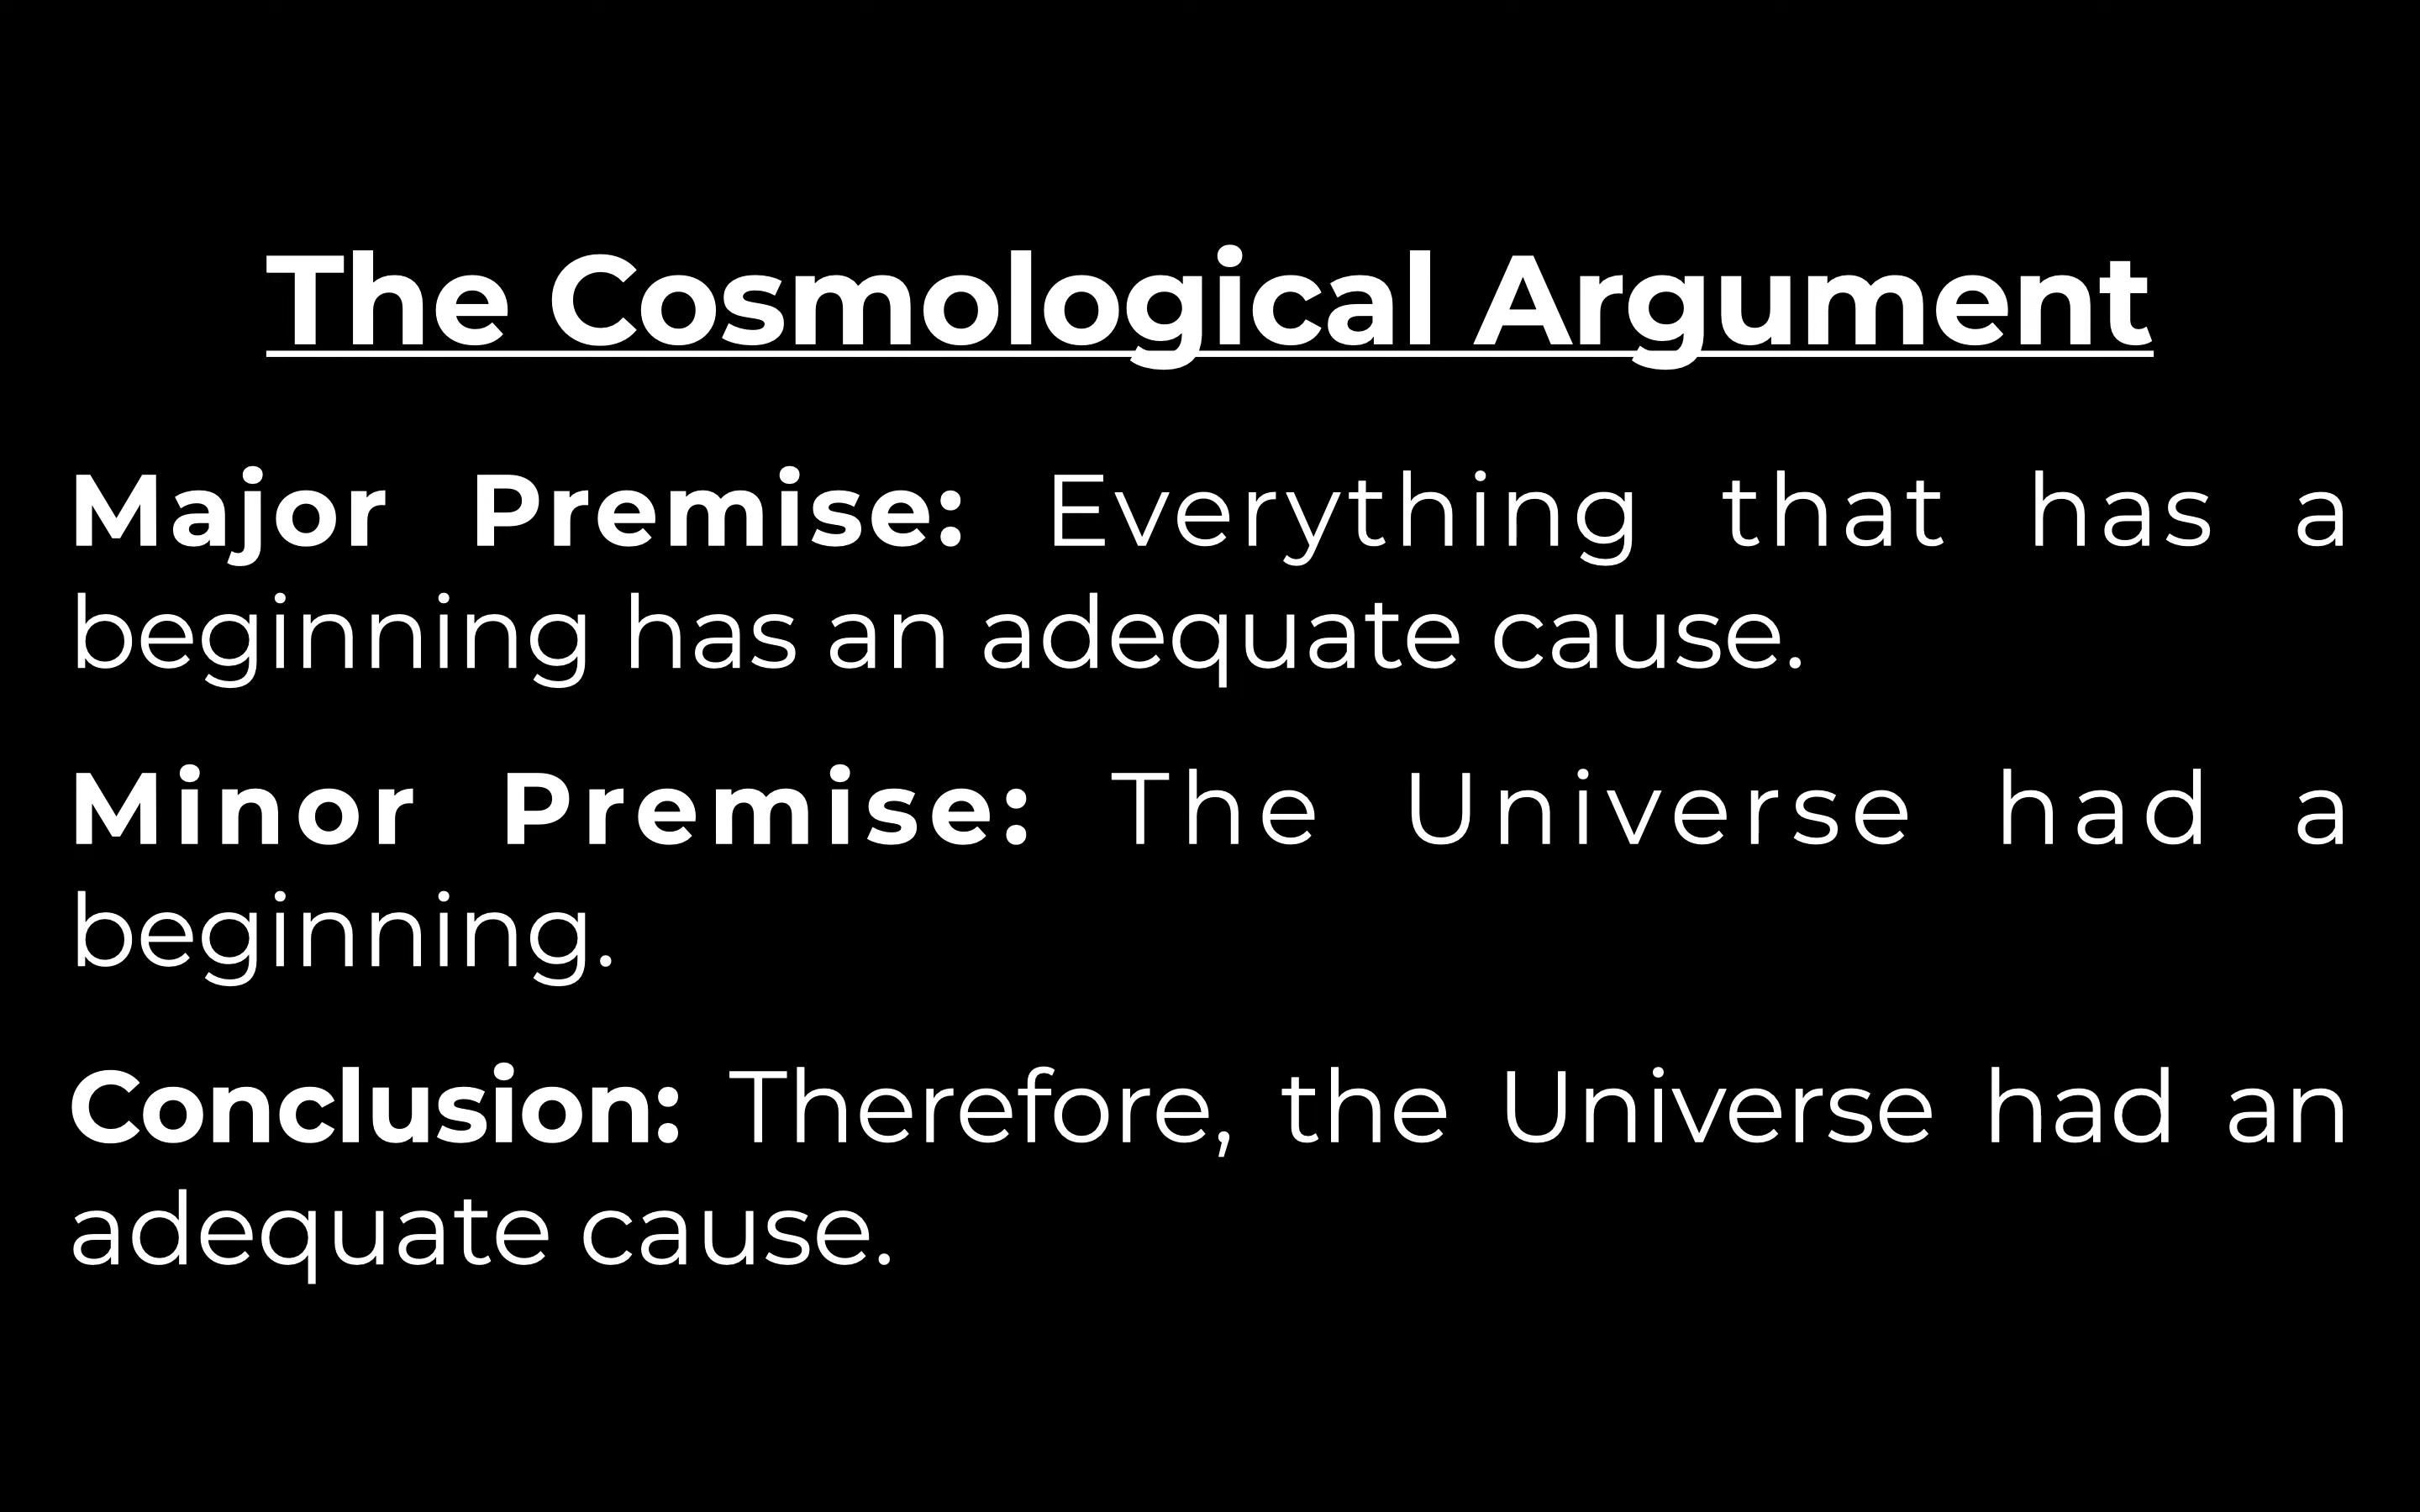 The Cosmological Argument
Major Premise: Everything that has a
beginning has an adequate cause.
Minor Premise: The Universe had a
beginning.
Conclusion: Therefore, the Universe had an
adequate cause.